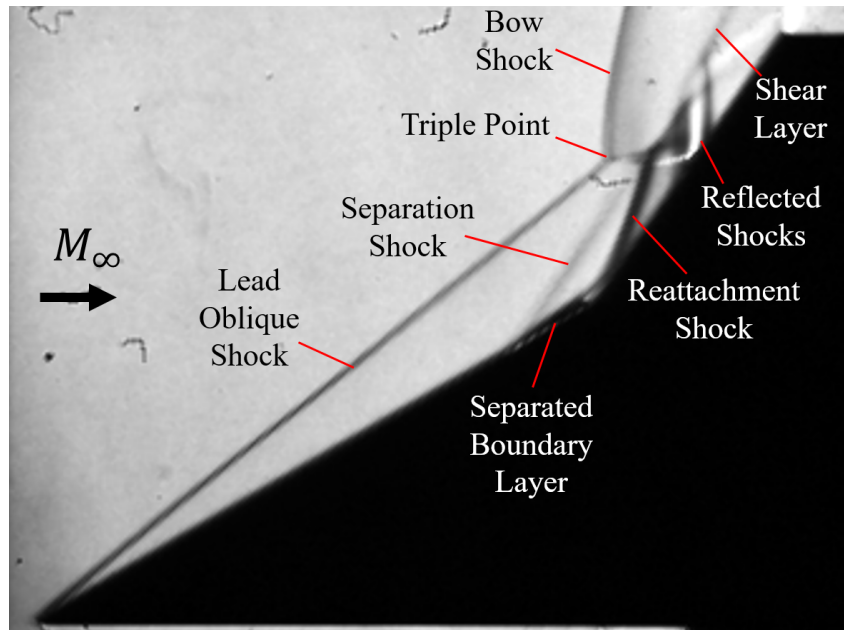 Bow
Shock
Shear
Layer
Triple Point
Separation
Shock
Reflected
Shocks
M∞
Lead
Oblique
Shock
Reattachment
Shock
Separated
Boundary
Layer